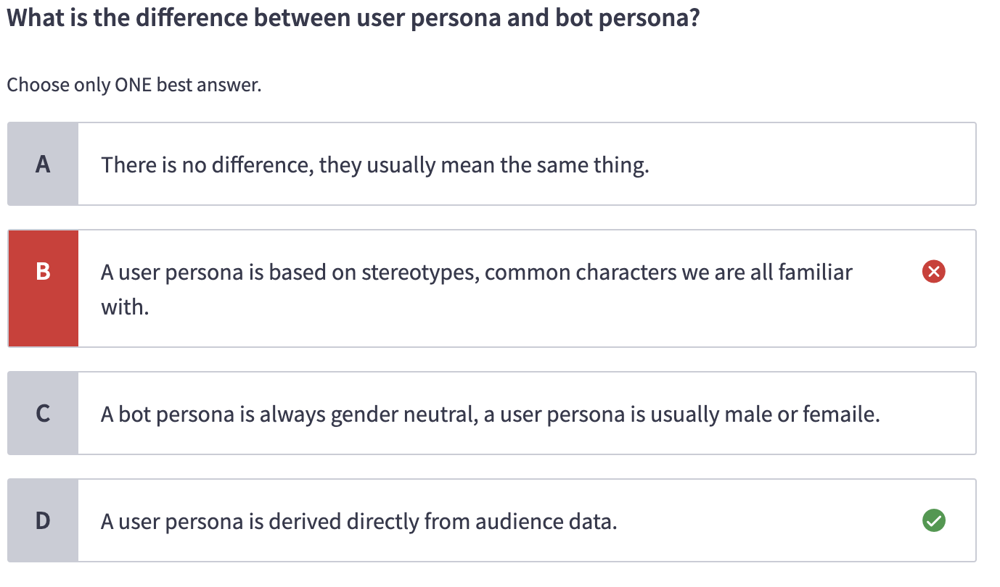 What is the difference between user persona and bot persona?
Choose only ONE best answer.
A
There is no difference, they usually mean the same thing.
B
A user persona is based on stereotypes, common characters we are all familiar
with.
C
A bot persona is always gender neutral, a user persona is usually male or femaile.
D
A user persona is derived directly from audience data.